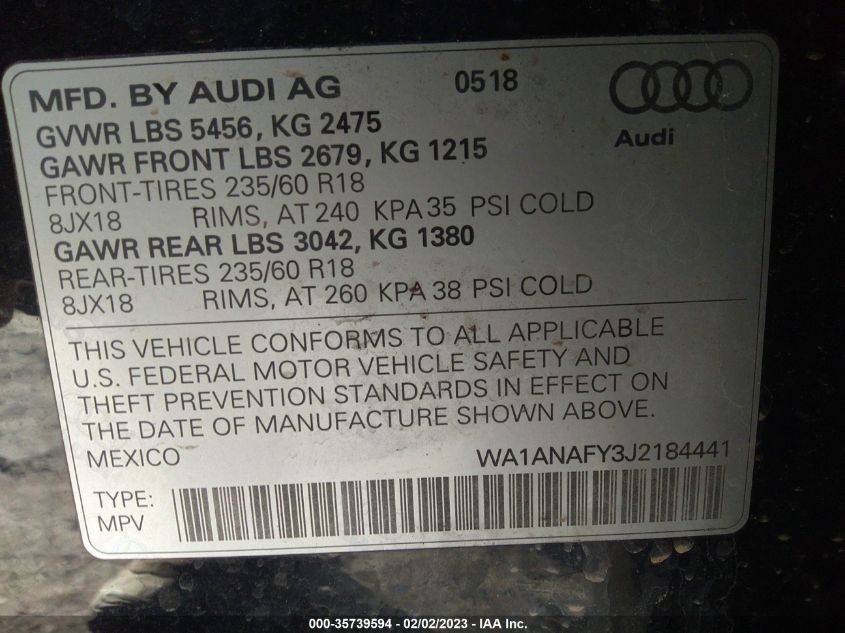 MFD. BY AUDI AG 0518
Audi
GVWR LBS 5456, KG 2475
GAWR FRONT LBS 2679, KG 1215
FRONT-TIRES 235/60 R18
8JX18 RIMS, AT 240 KPA 35 PSI COLD
GAWR REAR LBS 3042, KG 1380
REAR-TIRES 235/60 R18
8JX18 RIMS, AT 260 KPA 38 PSI COLD
THIS VEHICLE CONFORMS TO ALL APPLICABLE
U.S. FEDERAL MOTOR VEHICLE SAFETY AND
THEFT PREVENTION STANDARDS IN EFFECT ON
THE DATE OF MANUFACTURE SHOWN ABOVE.
MEXICO WA1ANAFY3J2184441
TYPE:
MPV
000-35739594 - 02/02/2023 - IAA Inc.